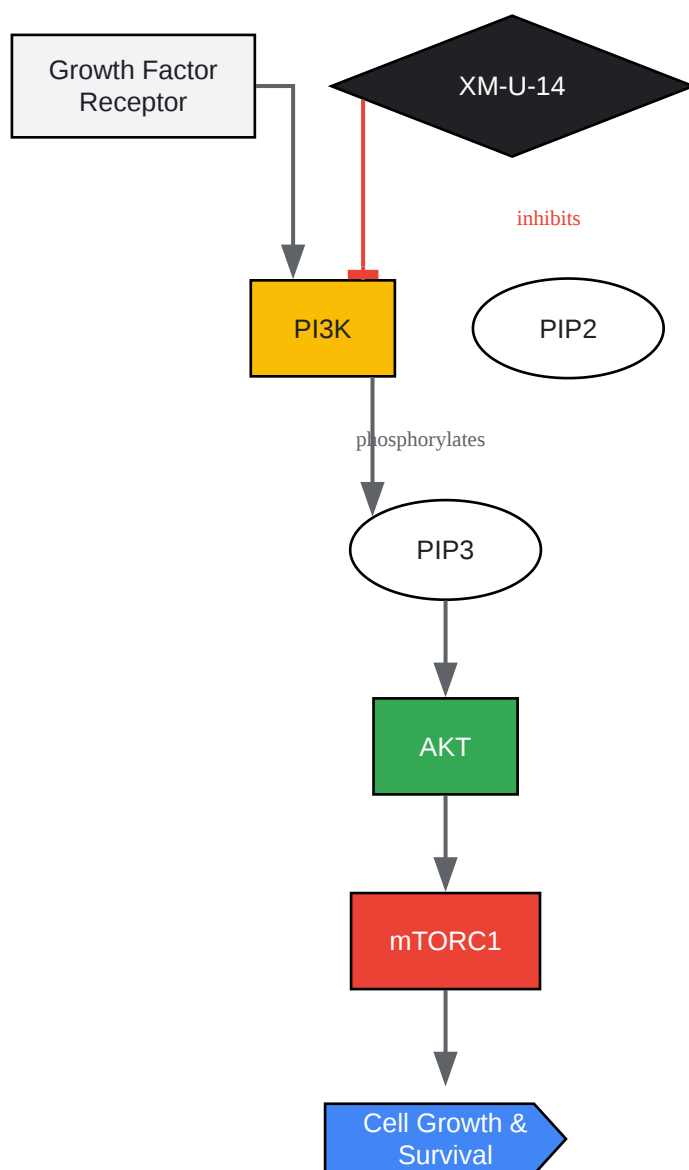 Growth Factor
Receptor
XM-U-14
inhibits
PI3K
PIP2
phosphorylates
PIP3
AKT
mTORC1
Cell Growth &
Survival